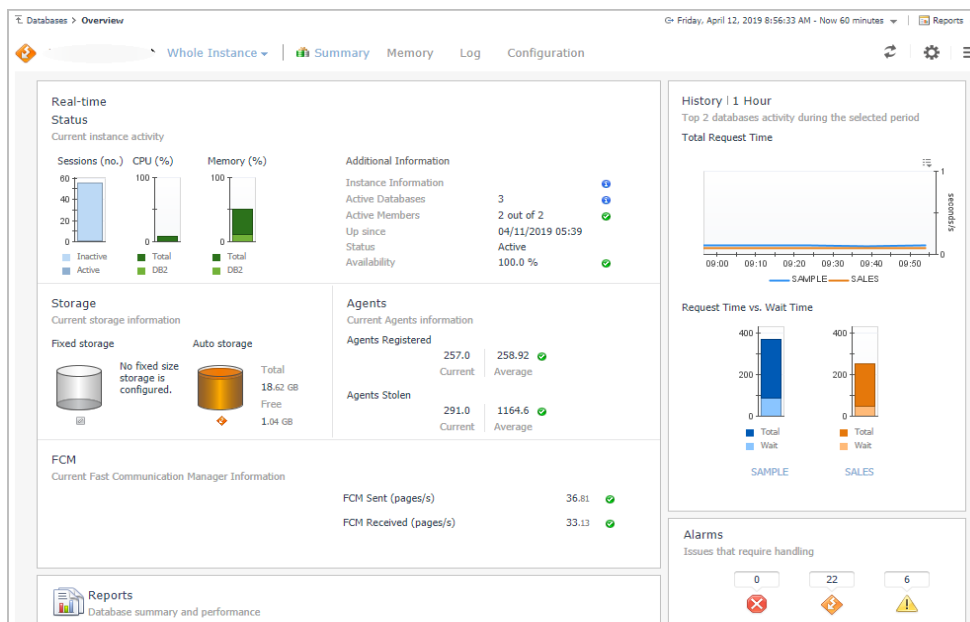 Databases > Overview
Friday, April 12, 2019 8:56:33 AM - Now 60 minutes
Reports
Whole Instance
Summary
Memory
Log
Configuration
Real-time
Status
Current instance activity
Sessions (no.)
CPU (%)
Memory (%)
60
40
20
0
100
0
100
0
Inactive
Active
Total
DB2
Total
DB2
Additional Information
Instance Information
Active Databases 3
Active Members 2 out of 2
Up since 04/11/2019 05:39
Status Active
Availability 100.0 %
Storage
Current storage information
Fixed storage
No fixed size
storage is
configured.
Auto storage
Total
18.62 GB
Free
1.04 GB
Agents
Current Agents information
Agents Registered
257.0 258.92
Current Average
Agents Stolen
291.0 1164.6
Current Average
FCM
Current Fast Communication Manager Information
FCM Sent (pages/s) 36.81
FCM Received (pages/s) 33.13
Reports
Database summary and performance
History | 1 Hour
Top 2 databases activity during the selected period
Total Request Time
1
seconds/s
0
09:00 09:10 09:20 09:30 09:40 09:50
SAMPLE SALES
Request Time vs. Wait Time
400
200
0
400
200
0
Total
Wait
Total
Wait
SAMPLE
SALES
Alarms
Issues that require handling
0 22 6